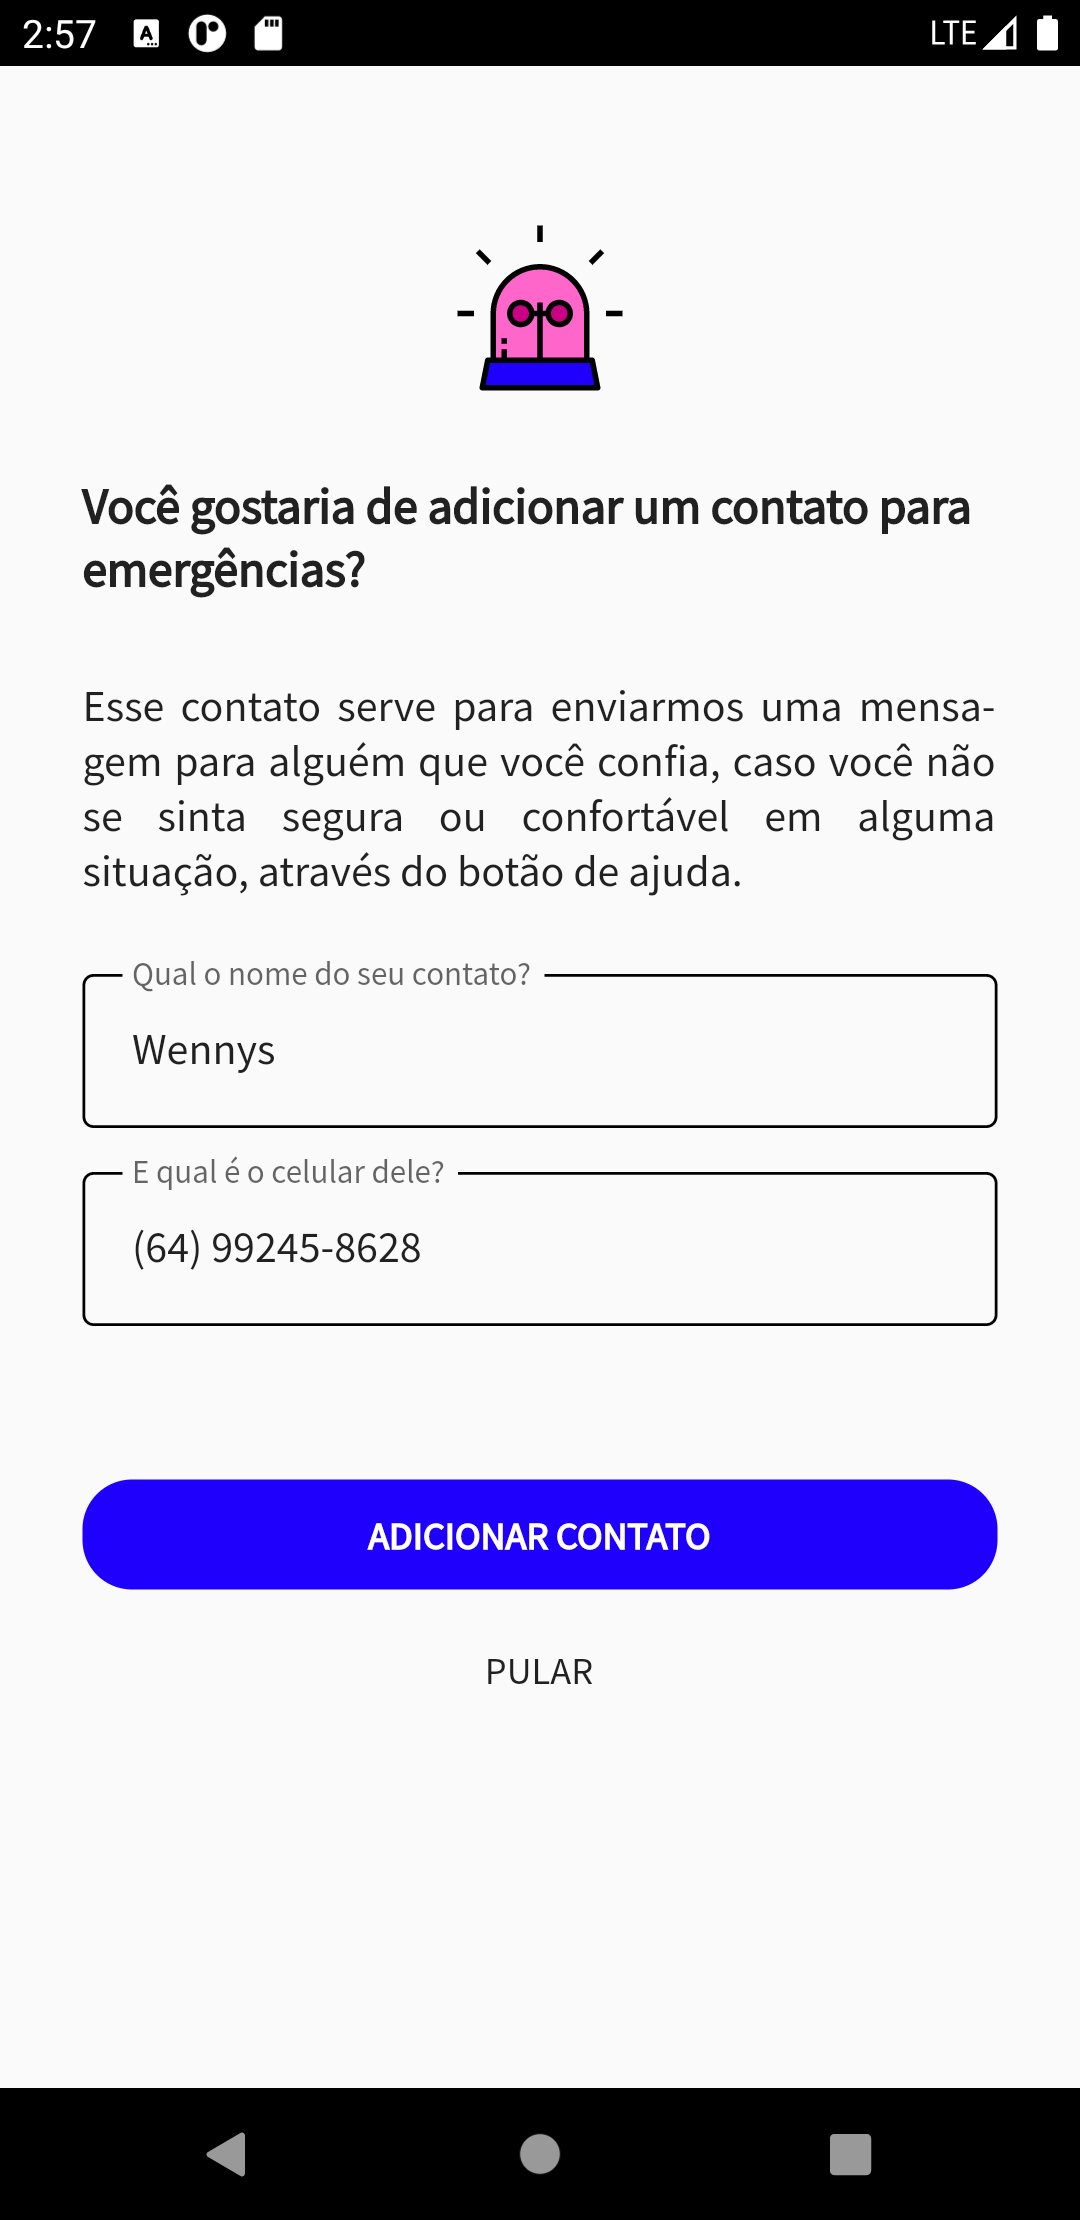 2:57
LTE
Você gostaria de adicionar um contato para
emergências?
Esse contato serve para enviarmos uma mensa-
gem para alguém que você confia, caso você não
se sinta segura ou confortável em alguma
situação, através do botão de ajuda.
Qual o nome do seu contato?
Wennys
E qual é o celular dele?
(64) 99245-8628
ADICIONAR CONTATO
PULAR